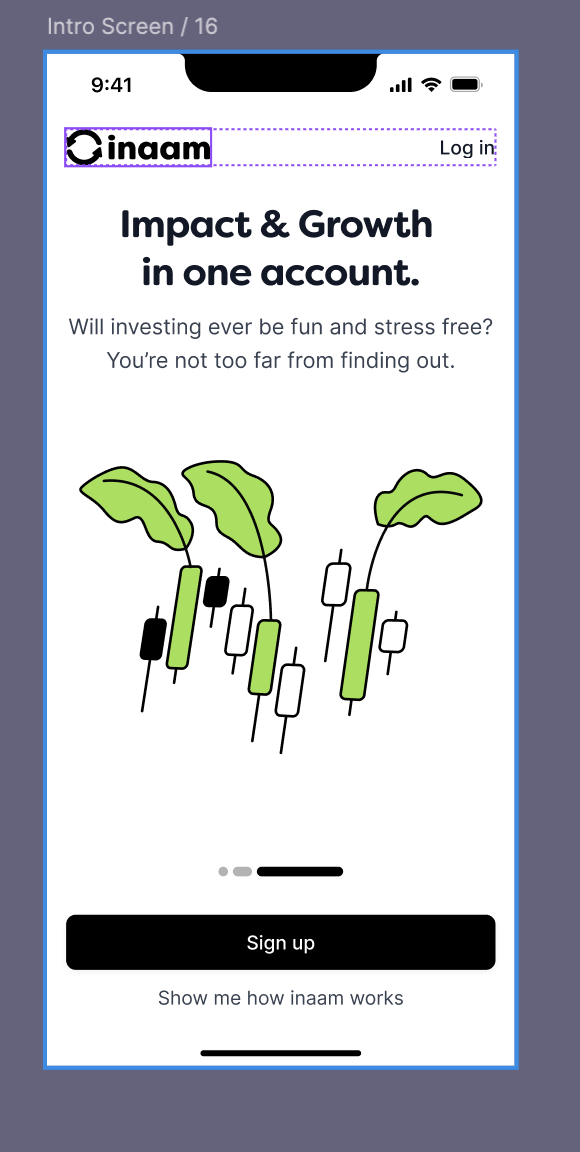 Intro Screen / 16
9:41
inaam
Log in
Impact & Growth
in one account.
Will investing ever be fun and stress free?
You’re not too far from finding out.
Sign up
Show me how inaam works